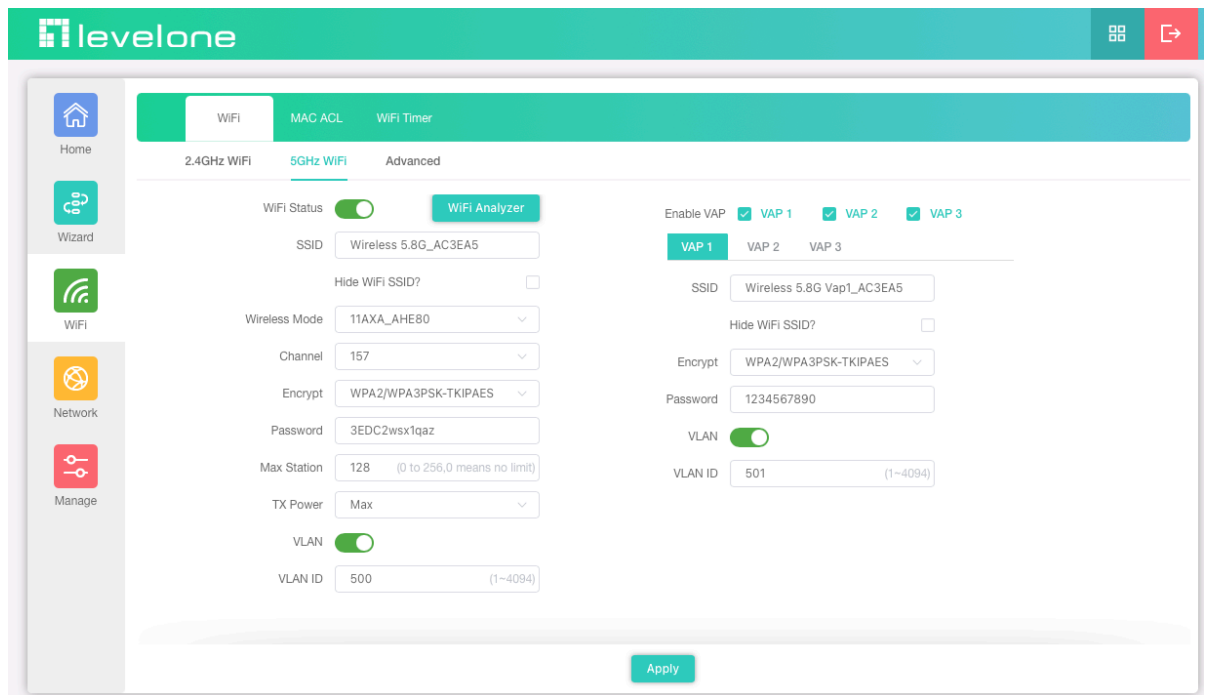 levelone
Home
Wizard
WiFi
Network
Manage
WiFi MAC ACL WiFi Timer
2.4GHz WiFi 5GHz WiFi Advanced
WiFi Status WiFi Analyzer
SSID Wireless 5.8G_AC3EA5
Hide WiFi SSID?
Wireless Mode 11AXA_AHE80
Channel 157
Encrypt WPA2/WPA3PSK-TKIPAES
Password 3EDC2wsx1qaz
Max Station 128 (0 to 256,0 means no limit)
TX Power Max
VLAN
VLAN ID 500 (1~4094)
Enable VAP VAP 1 VAP 2 VAP 3
VAP 1 VAP 2 VAP 3
SSID Wireless 5.8G Vap1_AC3EA5
Hide WiFi SSID?
Encrypt WPA2/WPA3PSK-TKIPAES
Password 1234567890
VLAN
VLAN ID 501 (1~4094)
Apply